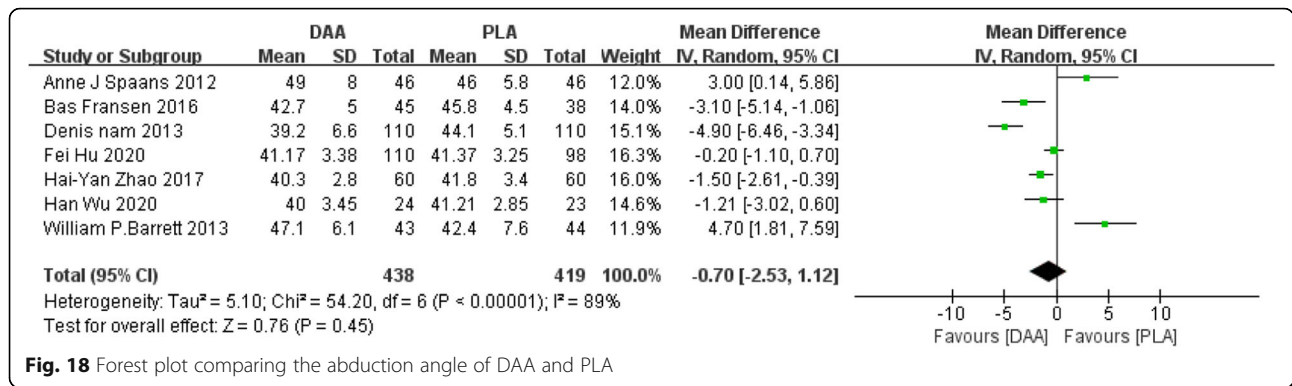 DAA PLA Mean Difference Mean Difference
Study or Subgroup Mean SD Total Mean SD Total Weight IV, Random, 95% CI IV, Random, 95% CI
Anne J Spaans 2012 49 8 46 46 5.8 46 12.0% 3.00 [0.14, 5.86]
Bas Fransen 2016 42.7 5 45 45.8 4.5 38 14.0% -3.10 [-5.14, -1.06]
Denis nam 2013 39.2 6.6 110 44.1 5.1 110 15.1% -4.90 [-6.46, -3.34]
Fei Hu 2020 41.17 3.38 110 41.37 3.25 98 16.3% -0.20 [-1.10, 0.70]
Hai-Yan Zhao 2017 40.3 2.8 60 41.8 3.4 60 16.0% -1.50 [-2.61, -0.39]
Han Wu 2020 40 3.45 24 41.21 2.85 23 14.6% -1.21 [-3.02, 0.60]
William P.Barrett 2013 47.1 6.1 43 42.4 7.6 44 11.9% 4.70 [1.81, 7.59]
Total (95% CI) 438 419 100.0% -0.70 [-2.53, 1.12]
Heterogeneity: Tau² = 5.10; Chi² = 54.20, df = 6 (P < 0.00001); I² = 89%
Test for overall effect: Z = 0.76 (P = 0.45)
-10 -5 0 5 10
Favours [DAA] Favours [PLA]
Fig. 18 Forest plot comparing the abduction angle of DAA and PLA